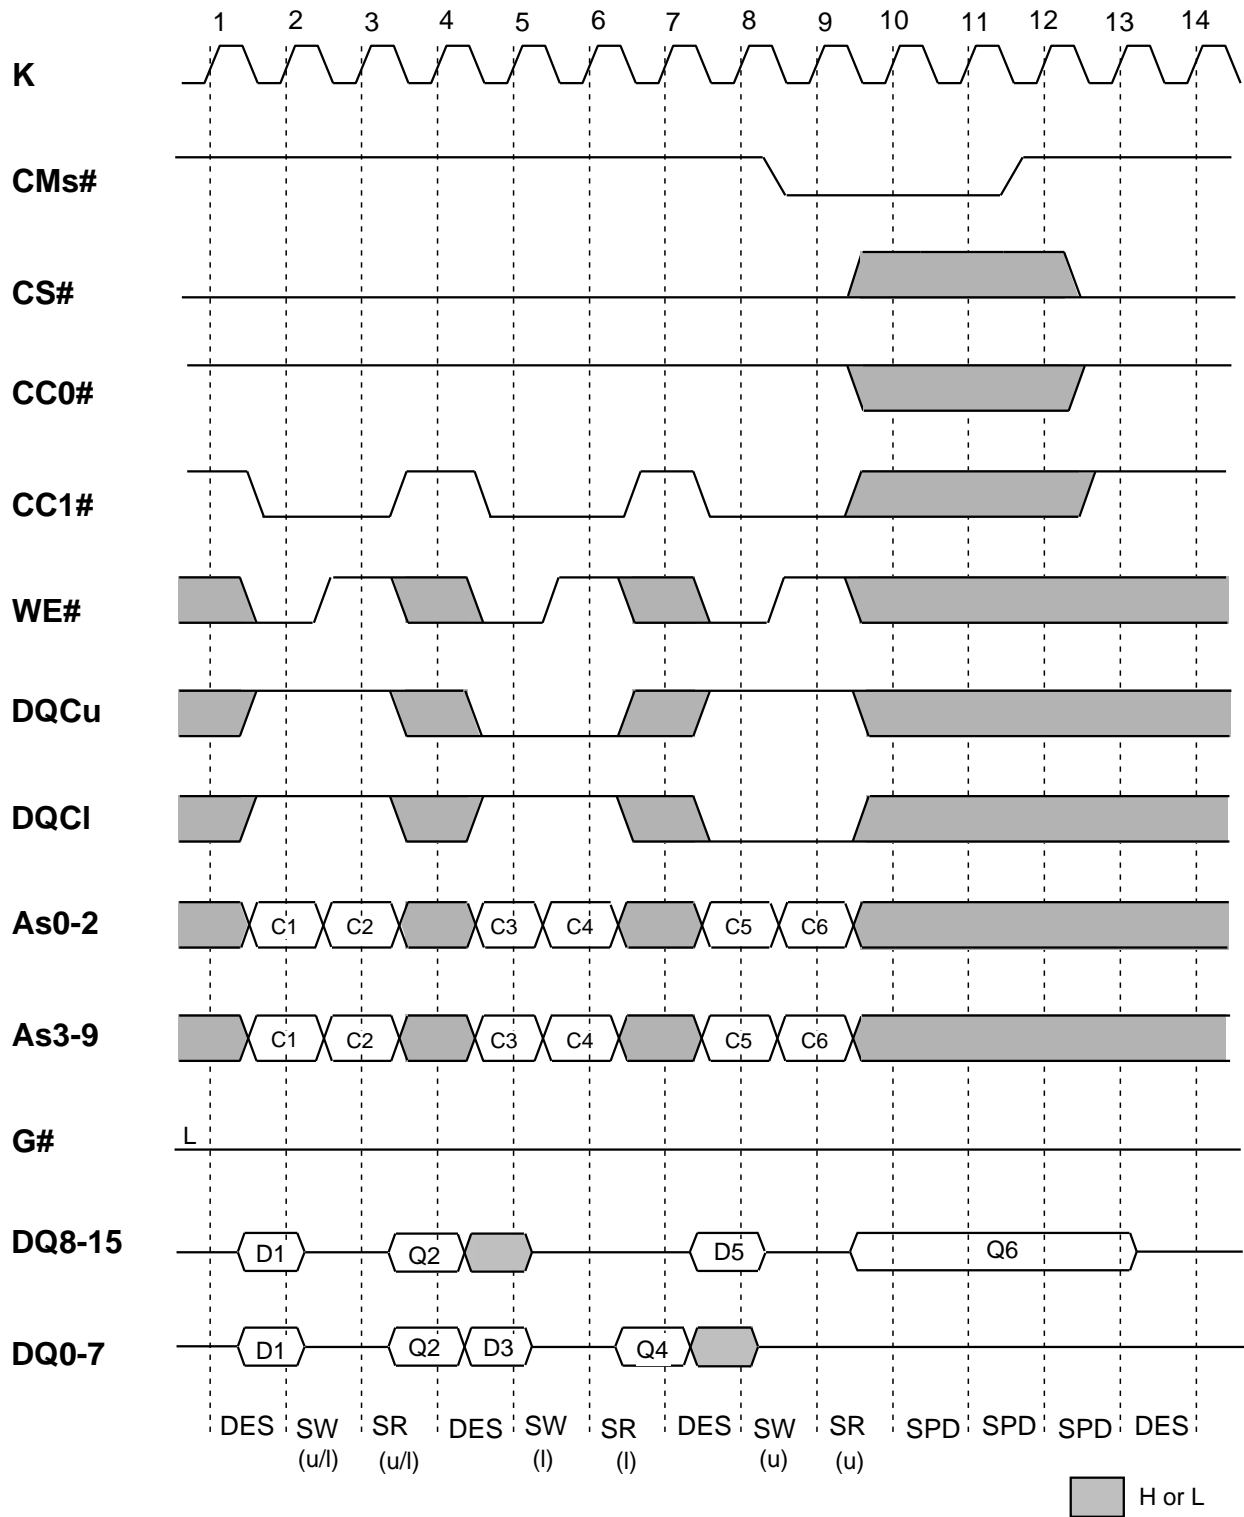 1 2 3 4 5 6 7 8 9 10 11 12 13 14
K
CMs#
CS#
CC0#
CC1#
WE#
DQCu
DQCl
As0-2 C1 C2 C3 C4 C5 C6
As3-9 C1 C2 C3 C4 C5 C6
G# L
DQ8-15 D1 Q2 D5 Q6
DQ0-7 D1 Q2 D3 Q4
DES SW SR DES SW SR DES SW SR SPD SPD SPD DES
(u/l) (u/l) (l) (l) (u) (u)
H or L